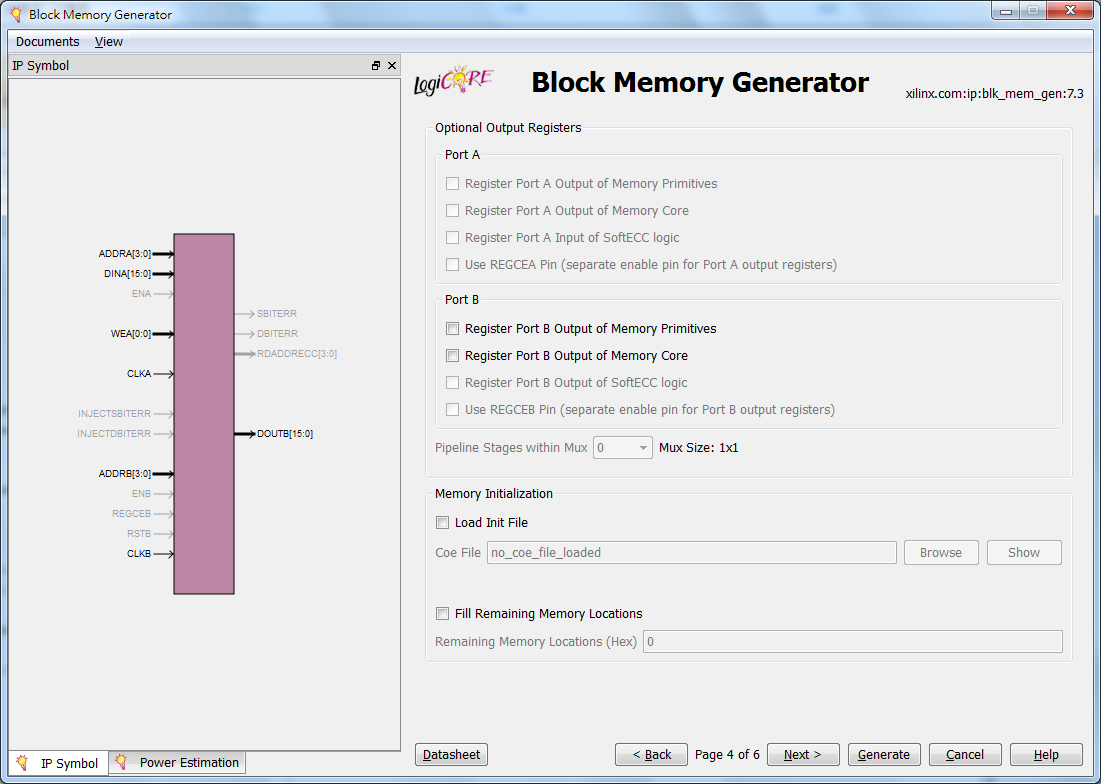 Block Memory Generator
Documents View
IP Symbol
ADDRA[3:0]
DINA[15:0]
ENA
WEA[0:0]
CLKA
INJECTSBITERR
INJECTDBITERR
ADDRB[3:0]
ENB
REGCEB
RSTB
CLKB
SBITERR
DBITERR
RDADDRECC[3:0]
DOUTB[15:0]
IP Symbol
Power Estimation
LogiCORE
Block Memory Generator
xilinx.com:ip:blk_mem_gen:7.3
Optional Output Registers
Port A
Register Port A Output of Memory Primitives
Register Port A Output of Memory Core
Register Port A Input of SoftECC logic
Use REGCEA Pin (separate enable pin for Port A output registers)
Port B
Register Port B Output of Memory Primitives
Register Port B Output of Memory Core
Register Port B Output of SoftECC logic
Use REGCEB Pin (separate enable pin for Port B output registers)
Pipeline Stages within Mux 0 Mux Size: 1x1
Memory Initialization
Load Init File
Coe File no_coe_file_loaded Browse Show
Fill Remaining Memory Locations
Remaining Memory Locations (Hex) 0
Datasheet < Back Page 4 of 6 Next > Generate Cancel Help